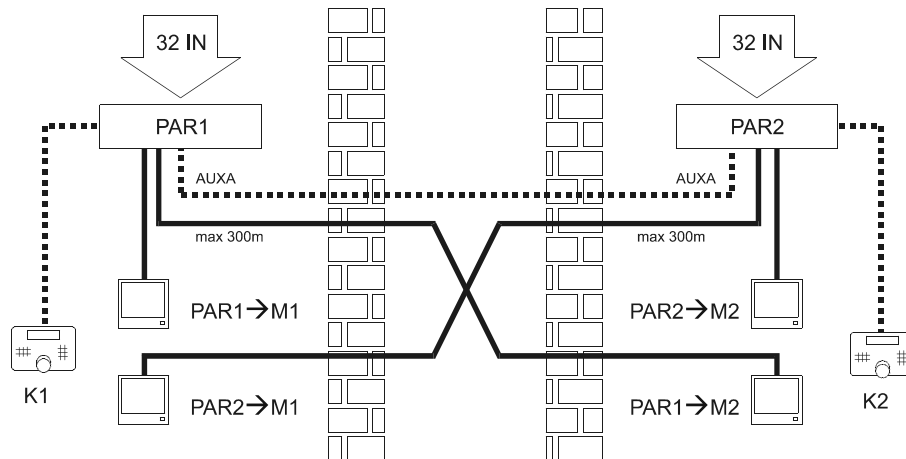 32 IN
32 IN
PAR1
PAR2
AUXA
AUXA
max 300m
max 300m
PAR1→M1
PAR2→M2
K1
PAR2→M1
PAR1→M2
K2